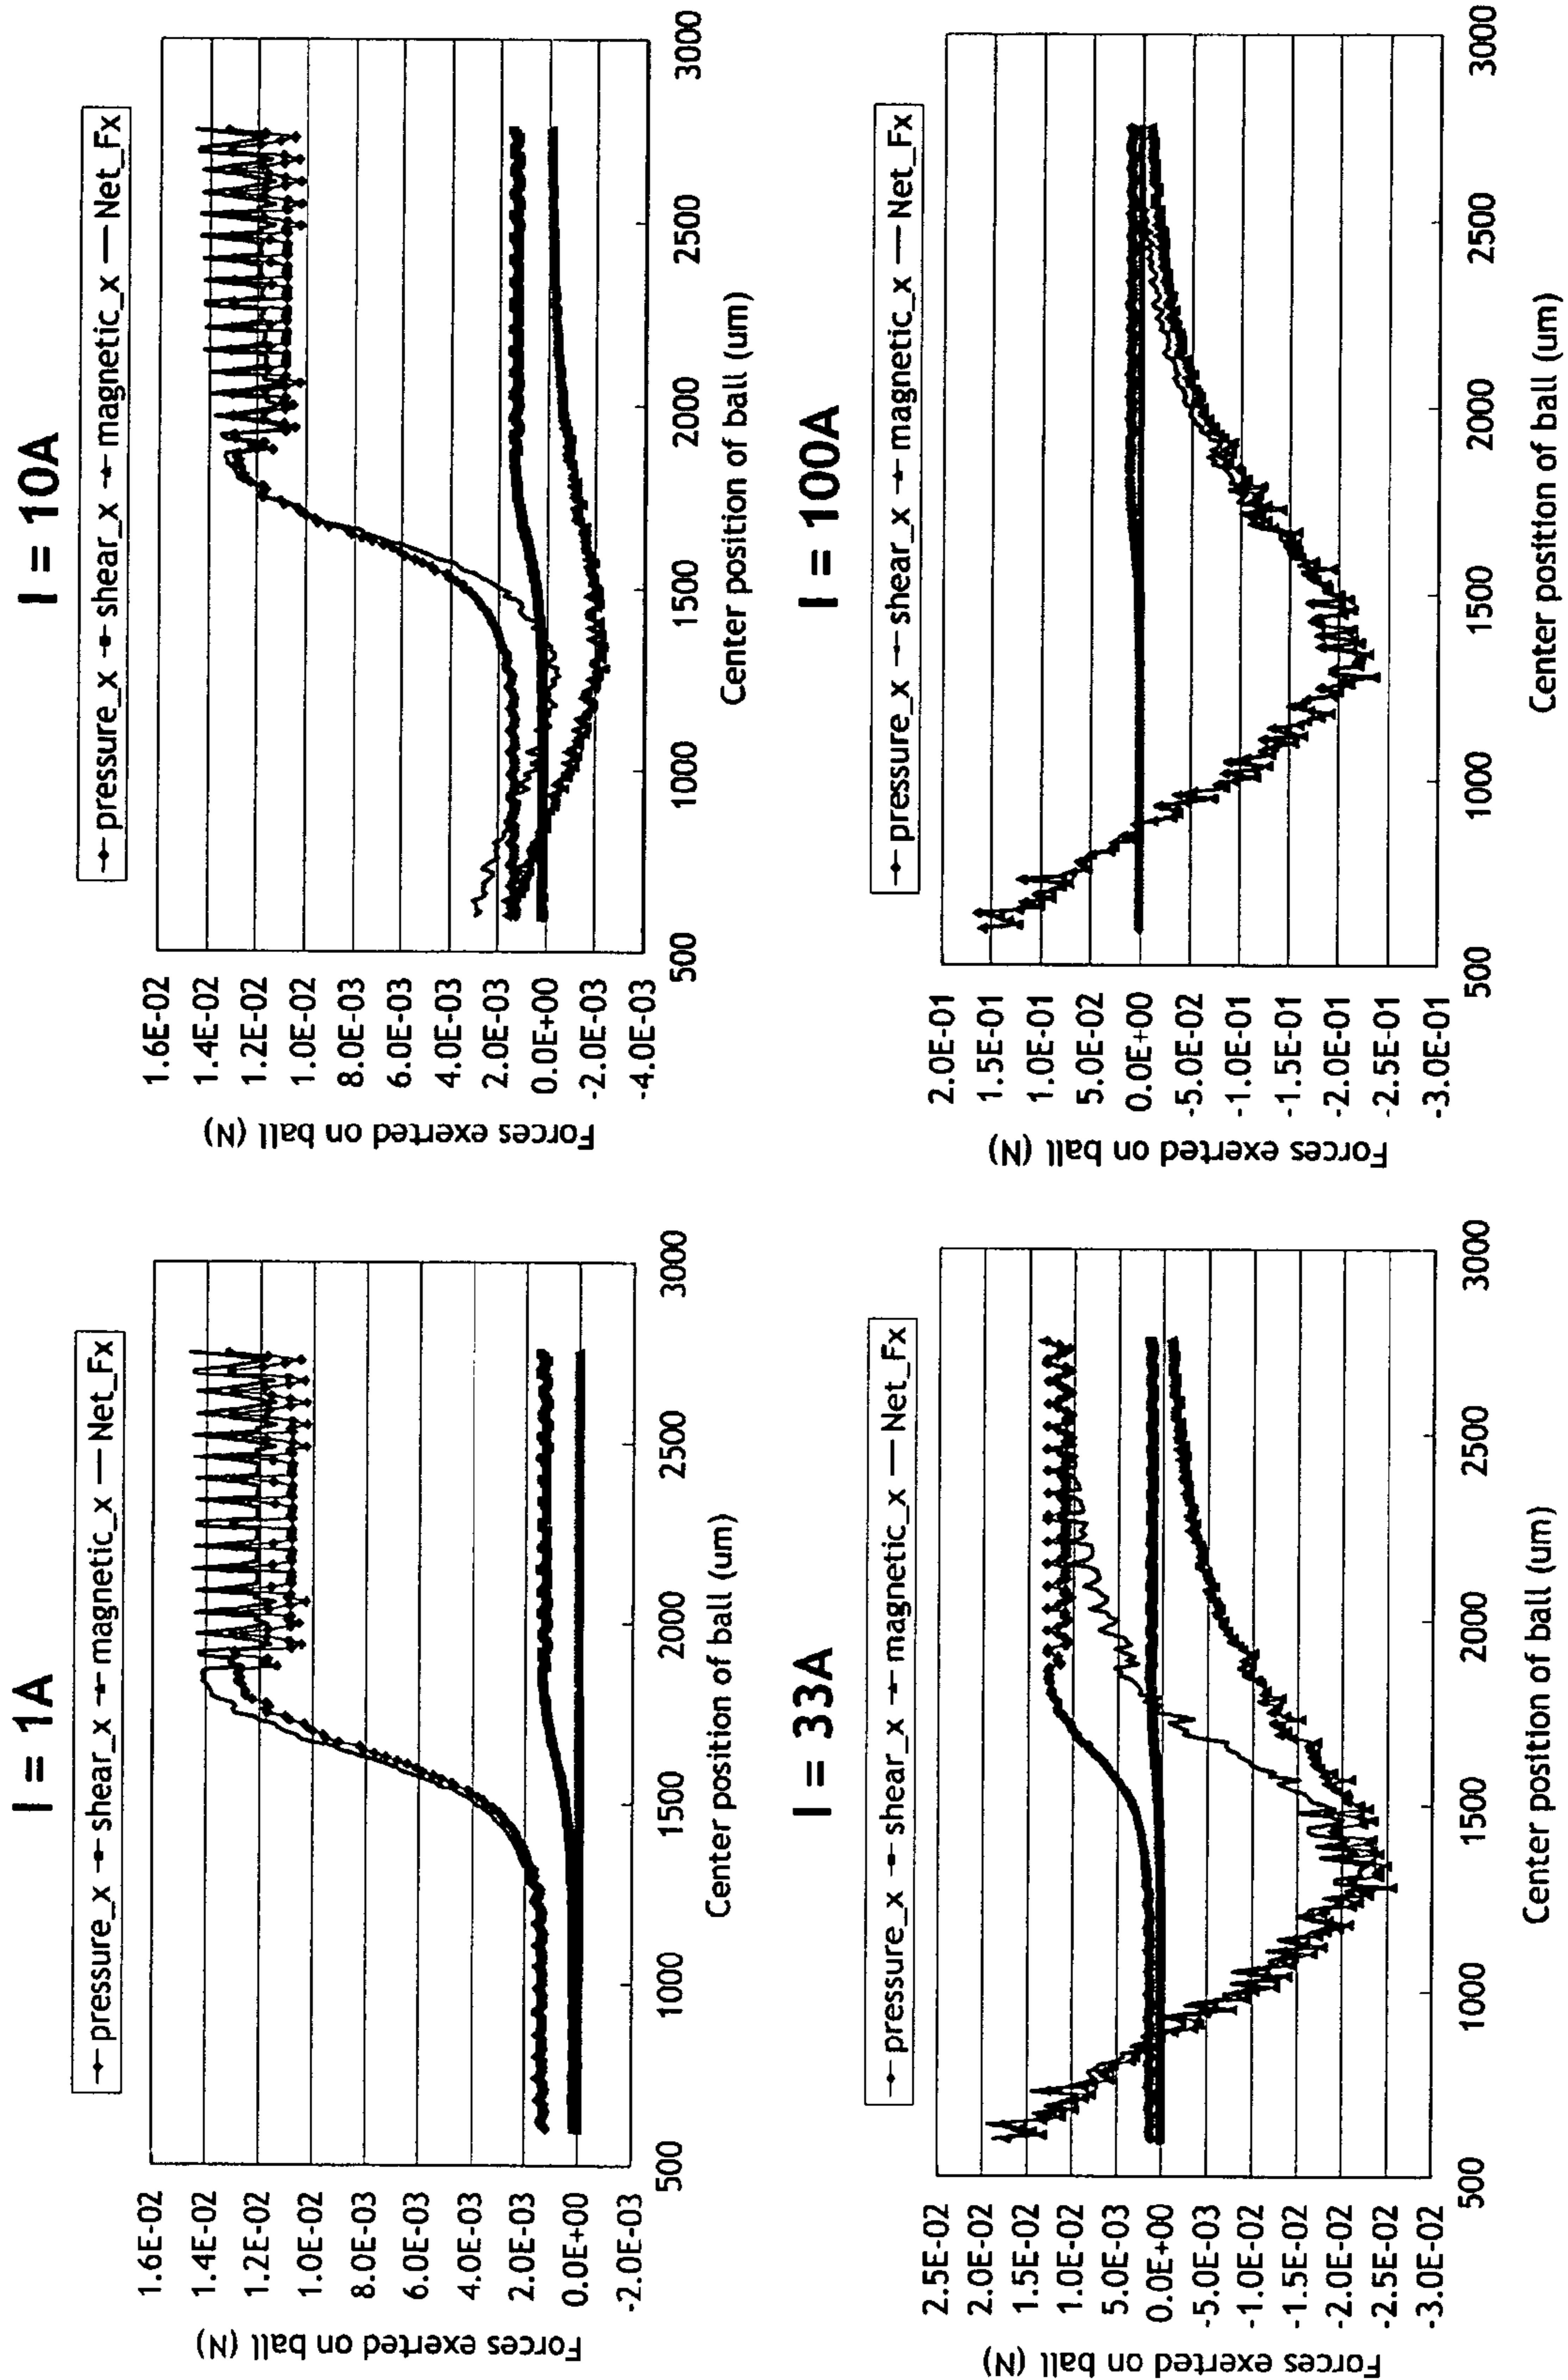 I = 1A
pressure_x shear_x magnetic_x Net_Fx
Forces exerted on ball (N)
1.6E-02
1.4E-02
1.2E-02
1.0E-02
8.0E-03
6.0E-03
4.0E-03
2.0E-03
0.0E+00
-2.0E-03
500
1000
1500
2000
2500
3000
Center position of ball (um)
I = 10A
pressure_x shear_x magnetic_x Net_Fx
Forces exerted on ball (N)
1.6E-02
1.4E-02
1.2E-02
1.0E-02
8.0E-03
6.0E-03
4.0E-03
2.0E-03
0.0E+00
-2.0E-03
-4.0E-03
500
1000
1500
2000
2500
3000
Center position of ball (um)
I = 33A
pressure_x shear_x magnetic_x Net_Fx
Forces exerted on ball (N)
2.5E-02
2.0E-02
1.5E-02
1.0E-02
5.0E-03
0.0E+00
-5.0E-03
-1.0E-02
-1.5E-02
-2.0E-02
-2.5E-02
-3.0E-02
500
1000
1500
2000
2500
3000
Center position of ball (um)
I = 100A
pressure_x shear_x magnetic_x Net_Fx
Forces exerted on ball (N)
2.0E-01
1.5E-01
1.0E-01
5.0E-02
0.0E+00
-5.0E-02
-1.0E-01
-1.5E-01
-2.0E-01
-2.5E-01
-3.0E-01
500
1000
1500
2000
2500
3000
Center position of ball (um)